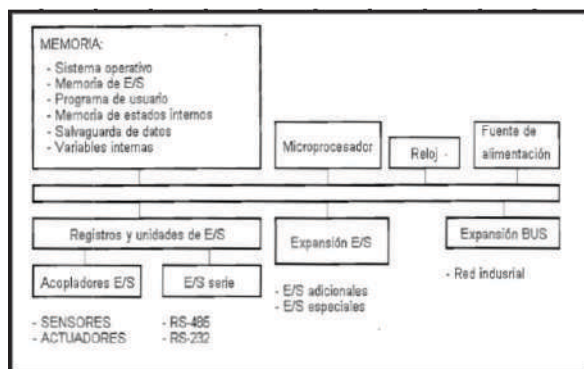 MEMORIA:
- Sistema operativo
- Memoria de E/S
- Programa de usuario
- Memoria de estados internos
- Salvaguarda de datos
- Variables internas
Microprocesador
Reloj
Fuente de
alimentación
Registros y unidades de E/S
Expansión E/S
Expansión BUS
Acopladores E/S
E/S serie
- SENSORES
- ACTUADORES
- RS-485
- RS-232
- E/S adicionales
- E/S especiales
- Red indusrial